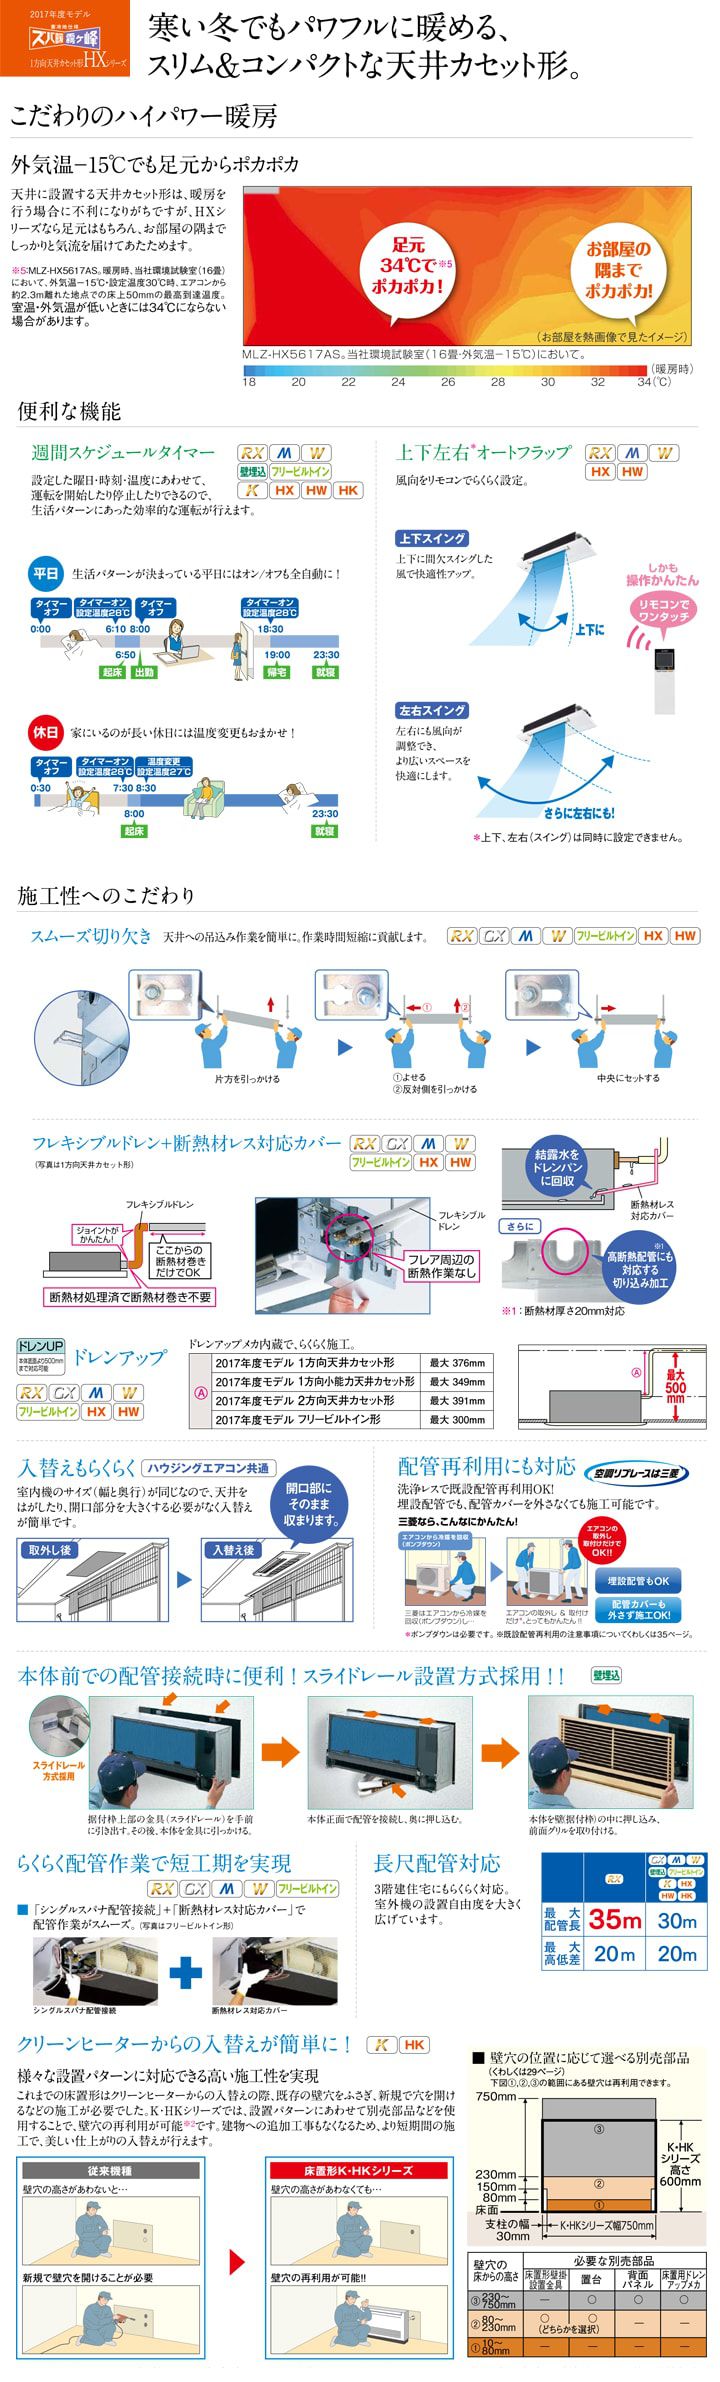 2017年度モデル
寒冷地仕様
ズバ暖 霧ヶ峰
1方向天井カセット形HXシリーズ
寒い冬でもパワフルに暖める、
スリム&コンパクトな天井カセット形。
こだわりのハイパワー暖房
外気温−15℃でも足元からポカポカ
天井に設置する天井カセット形は、暖房を
行う場合に不利になりがちですが、HXシ
リーズなら足元はもちろん、お部屋の隅まで
しっかりと気流を届けてあたためます。
※5:MLZ-HX5617AS。暖房時、当社環境試験室(16畳)
において、外気温−15℃・設定温度30℃時、エアコンから
約2.3m離れた地点での床上50mmの最高到達温度。
室温・外気温が低いときには34℃にならない
場合があります。
足元
34℃で※5
ポカポカ!
お部屋の
隅まで
ポカポカ!
(お部屋を熱画像で見たイメージ)
MLZ-HX5617AS。当社環境試験室(16畳・外気温−15℃)において。
(暖房時)
18 20 22 24 26 28 30 32 34(℃)
便利な機能
週間スケジュールタイマー
RX M W
壁埋込 フリービルトイン
K HX HW HK
設定した曜日・時刻・温度にあわせて、
運転を開始したり停止したりできるので、
生活パターンにあった効率的な運転が行えます。
平日 生活パターンが決まっている平日にはオン/オフも全自動に!
タイマーオフ タイマーオン設定温度26℃ タイマーオフ タイマーオン設定温度28℃
0:00 6:10 8:00 18:30
6:50 19:00 23:30
起床 出勤 帰宅 就寝
休日 家にいるのが長い休日には温度変更もおまかせ!
タイマーオフ タイマーオン設定温度26℃ 温度変更設定温度27℃
0:30 7:30 8:30
8:00 23:30
起床 就寝
上下左右*オートフラップ
RX M W
HX HW
風向をリモコンでらくらく設定。
上下スイング
上下に間欠スイングした
風で快適性アップ。
上下に
しかも
操作かんたん
リモコンで
ワンタッチ
左右スイング
左右にも風向が
調整でき、
より広いスペースを
快適にします。
さらに左右にも!
*上下、左右(スイング)は同時に設定できません。
施工性へのこだわり
スムーズ切り欠き 天井への吊込み作業を簡単に。作業時間短縮に貢献します。 RX GX M W フリービルトイン HX HW
① ②
片方を引っかける
①よせる
②反対側を引っかける
中央にセットする
フレキシブルドレン+断熱材レス対応カバー
(写真は1方向天井カセット形)
RX GX M W
フリービルトイン HX HW
フレキシブルドレン
ジョイントが
かんたん!
ここからの
断熱材巻き
だけでOK
断熱材処理済で断熱材巻き不要
フレキシブル
ドレン
フレア周辺の
断熱作業なし
結露水を
ドレンパン
に回収
断熱材レス
対応カバー
さらに
※1
高断熱配管にも
対応する
切り込み加工
※1:断熱材厚さ20mm対応
ドレンUP
本体底面より500mm
まで対応可能
ドレンアップ
RX GX M W
フリービルトイン HX HW
ドレンアップメカ内蔵で、らくらく施工。
Ⓐ
2017年度モデル 1方向天井カセット形 最大 376mm
2017年度モデル 1方向小能力天井カセット形 最大 349mm
2017年度モデル 2方向天井カセット形 最大 391mm
2017年度モデル フリービルトイン形 最大 300mm
Ⓐ
最大
500
mm
入替えもらくらく ハウジングエアコン共通
室内機のサイズ(幅と奥行)が同じなので、天井を
はがしたり、開口部分を大きくする必要がなく入替え
が簡単です。
開口部に
そのまま
収まります。
取外し後
入替え後
配管再利用にも対応 空調リプレースは三菱
洗浄レスで既設配管再利用OK!
埋設配管でも、配管カバーを外さなくても施工可能です。
三菱なら、こんなにかんたん!
エアコンから冷媒を回収
(ポンプダウン)
エアコンの
取外し
取付けだけで
OK!!
埋設配管もOK
配管カバーも
外さず施工OK!
三菱はエアコンから冷媒を
回収(ポンプダウン)し…
エアコンの取外し & 取付け
だけ*。とってもかんたん!!
*ポンプダウンは必要です。※既設配管再利用の注意事項についてくわしくは35ページ。
本体前での配管接続時に便利!スライドレール設置方式採用!! 壁埋込
スライドレール
方式採用
据付枠上部の金具(スライドレール)を手前
に引き出す。その後、本体を金具に引っかける。
本体正面で配管を接続し、奥に押し込む。
本体を壁(据付枠)の中に押し込み、
前面グリルを取り付ける。
らくらく配管作業で短工期を実現
RX GX M W フリービルトイン
■「シングルスパナ配管接続」+「断熱材レス対応カバー」で
配管作業がスムーズ。(写真はフリービルトイン形)
シングルスパナ配管接続
断熱材レス対応カバー
長尺配管対応
3階建住宅にもらくらく対応。
室外機の設置自由度を大きく
広げています。
RX
GX M W
壁埋込 フリービルトイン
K HX
HW HK
最大配管長 35m 30m
最大高低差 20m 20m
クリーンヒーターからの入替えが簡単に! K HK
様々な設置パターンに対応できる高い施工性を実現
これまでの床置形はクリーンヒーターからの入替えの際、既存の壁穴をふさぎ、新規で穴を開け
るなどの施工が必要でした。K・HKシリーズでは、設置パターンにあわせて別売部品などを使
用することで、壁穴の再利用が可能※2です。建物への追加工事もなくなるため、より短期間の施
工で、美しい仕上がりの入替えが行えます。
従来機種
壁穴の高さがあわないと…
新規で壁穴を開けることが必要
床置形K・HKシリーズ
壁穴の高さがあわなくても…
壁穴の再利用が可能!!
■ 壁穴の位置に応じて選べる別売部品
(くわしくは29ページ)
下図①,②,③の範囲にある壁穴は再利用できます。
750mm
230mm
150mm
80mm
床面
③
②
①
K・HK
シリーズ
高さ
600mm
支柱の幅
30mm
K・HKシリーズ幅750mm
壁穴の
床からの高さ
必要な別売部品
床置形壁掛設置金具 置台 背面パネル 床置用ドレンアップメカ
③230〜750mm — ○ ○ ○
②80〜230mm ○ ○ (どちらかを選択) — —
①10〜80mm — — — —